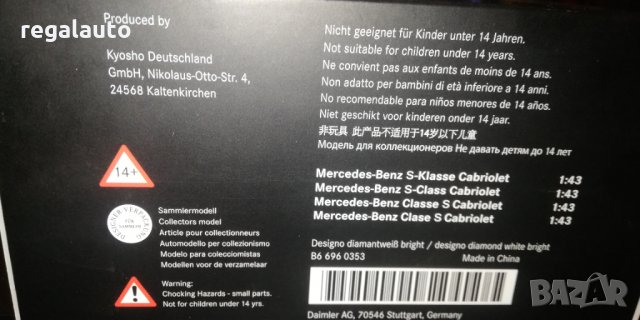 Produced by
regalauto
Kyosho Deutschland
GmbH, Nikolaus-Otto-Str. 4,
24568 Kaltenkirchen
Nicht geeignet für Kinder unter 14 Jahren.
Not suitable for children under 14 years.
Ne convient pas aux enfants de moins de 14 ans.
Non adatto per bambini di età inferiore a 14 anni.
No recomendable para niños menores de 14 años.
Niet geschikt voor kinderen onder 14 jaar.
非玩具 此产品不适用于14岁以下儿童
Модель для коллекционеров Не давать детям до 14 лет
14+
Mercedes-Benz S-Klasse Cabriolet 1:43
Mercedes-Benz S-Class Cabriolet 1:43
Mercedes-Benz Classe S Cabriolet 1:43
Mercedes-Benz Clase S Cabriolet 1:43
DESIGNER VERPACKUNG
FÜR
SAMMLER
Sammlermodell
Collectors model
Article pour collectionneurs
Automodello per collezionismo
Modelo para coleccionistas
Modellen voor de verzamelaar
Designo diamantweiß bright / designo diamond white bright
B6 696 0353 Made in China
Warning:
Chocking Hazards - small parts.
Not for children under 14 yrs.
Daimler AG, 70546 Stuttgart, Germany
БАЗАР